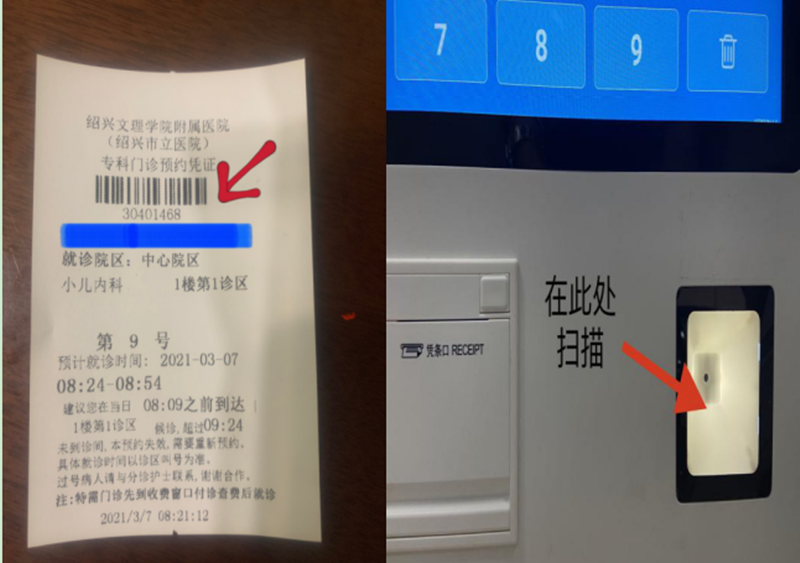 绍兴文理学院附属医院
（绍兴市立医院）
专科门诊预约凭证
30401468
就诊院区：中心院区
小儿内科 1楼第1诊区
第 9 号
预计就诊时间: 2021-03-07
08:24-08:54
建议您在当日 08:09之前到达
1楼第1诊区 候诊,超过09:24
未到诊间,本预约失效,需要重新预约。
具体就诊时间以诊区叫号为准。
过号病人请与分诊护士联系,谢谢合作。
注:特需门诊先到收费窗口付诊查费后就诊
2021/3/7 08:21:12
7 8 9
凭条口 RECEIPT
在此处
扫描